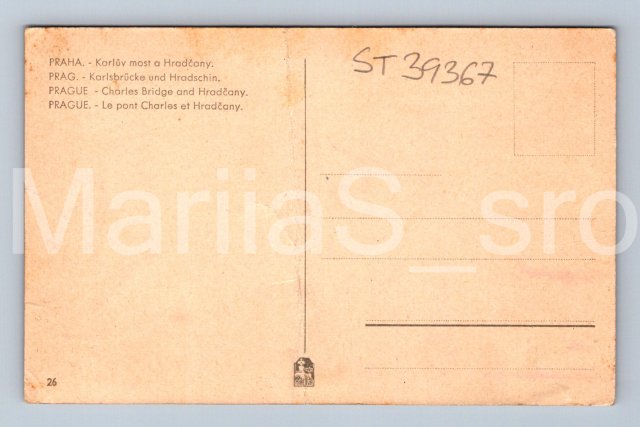 PRAHA. - Karlův most a Hradčany.
PRAG. - Karlsbrücke und Hradschin.
PRAGUE - Charles Bridge and Hradčany.
PRAGUE. - Le pont Charles et Hradčany.
ST 39367
MariiaS_sro
26